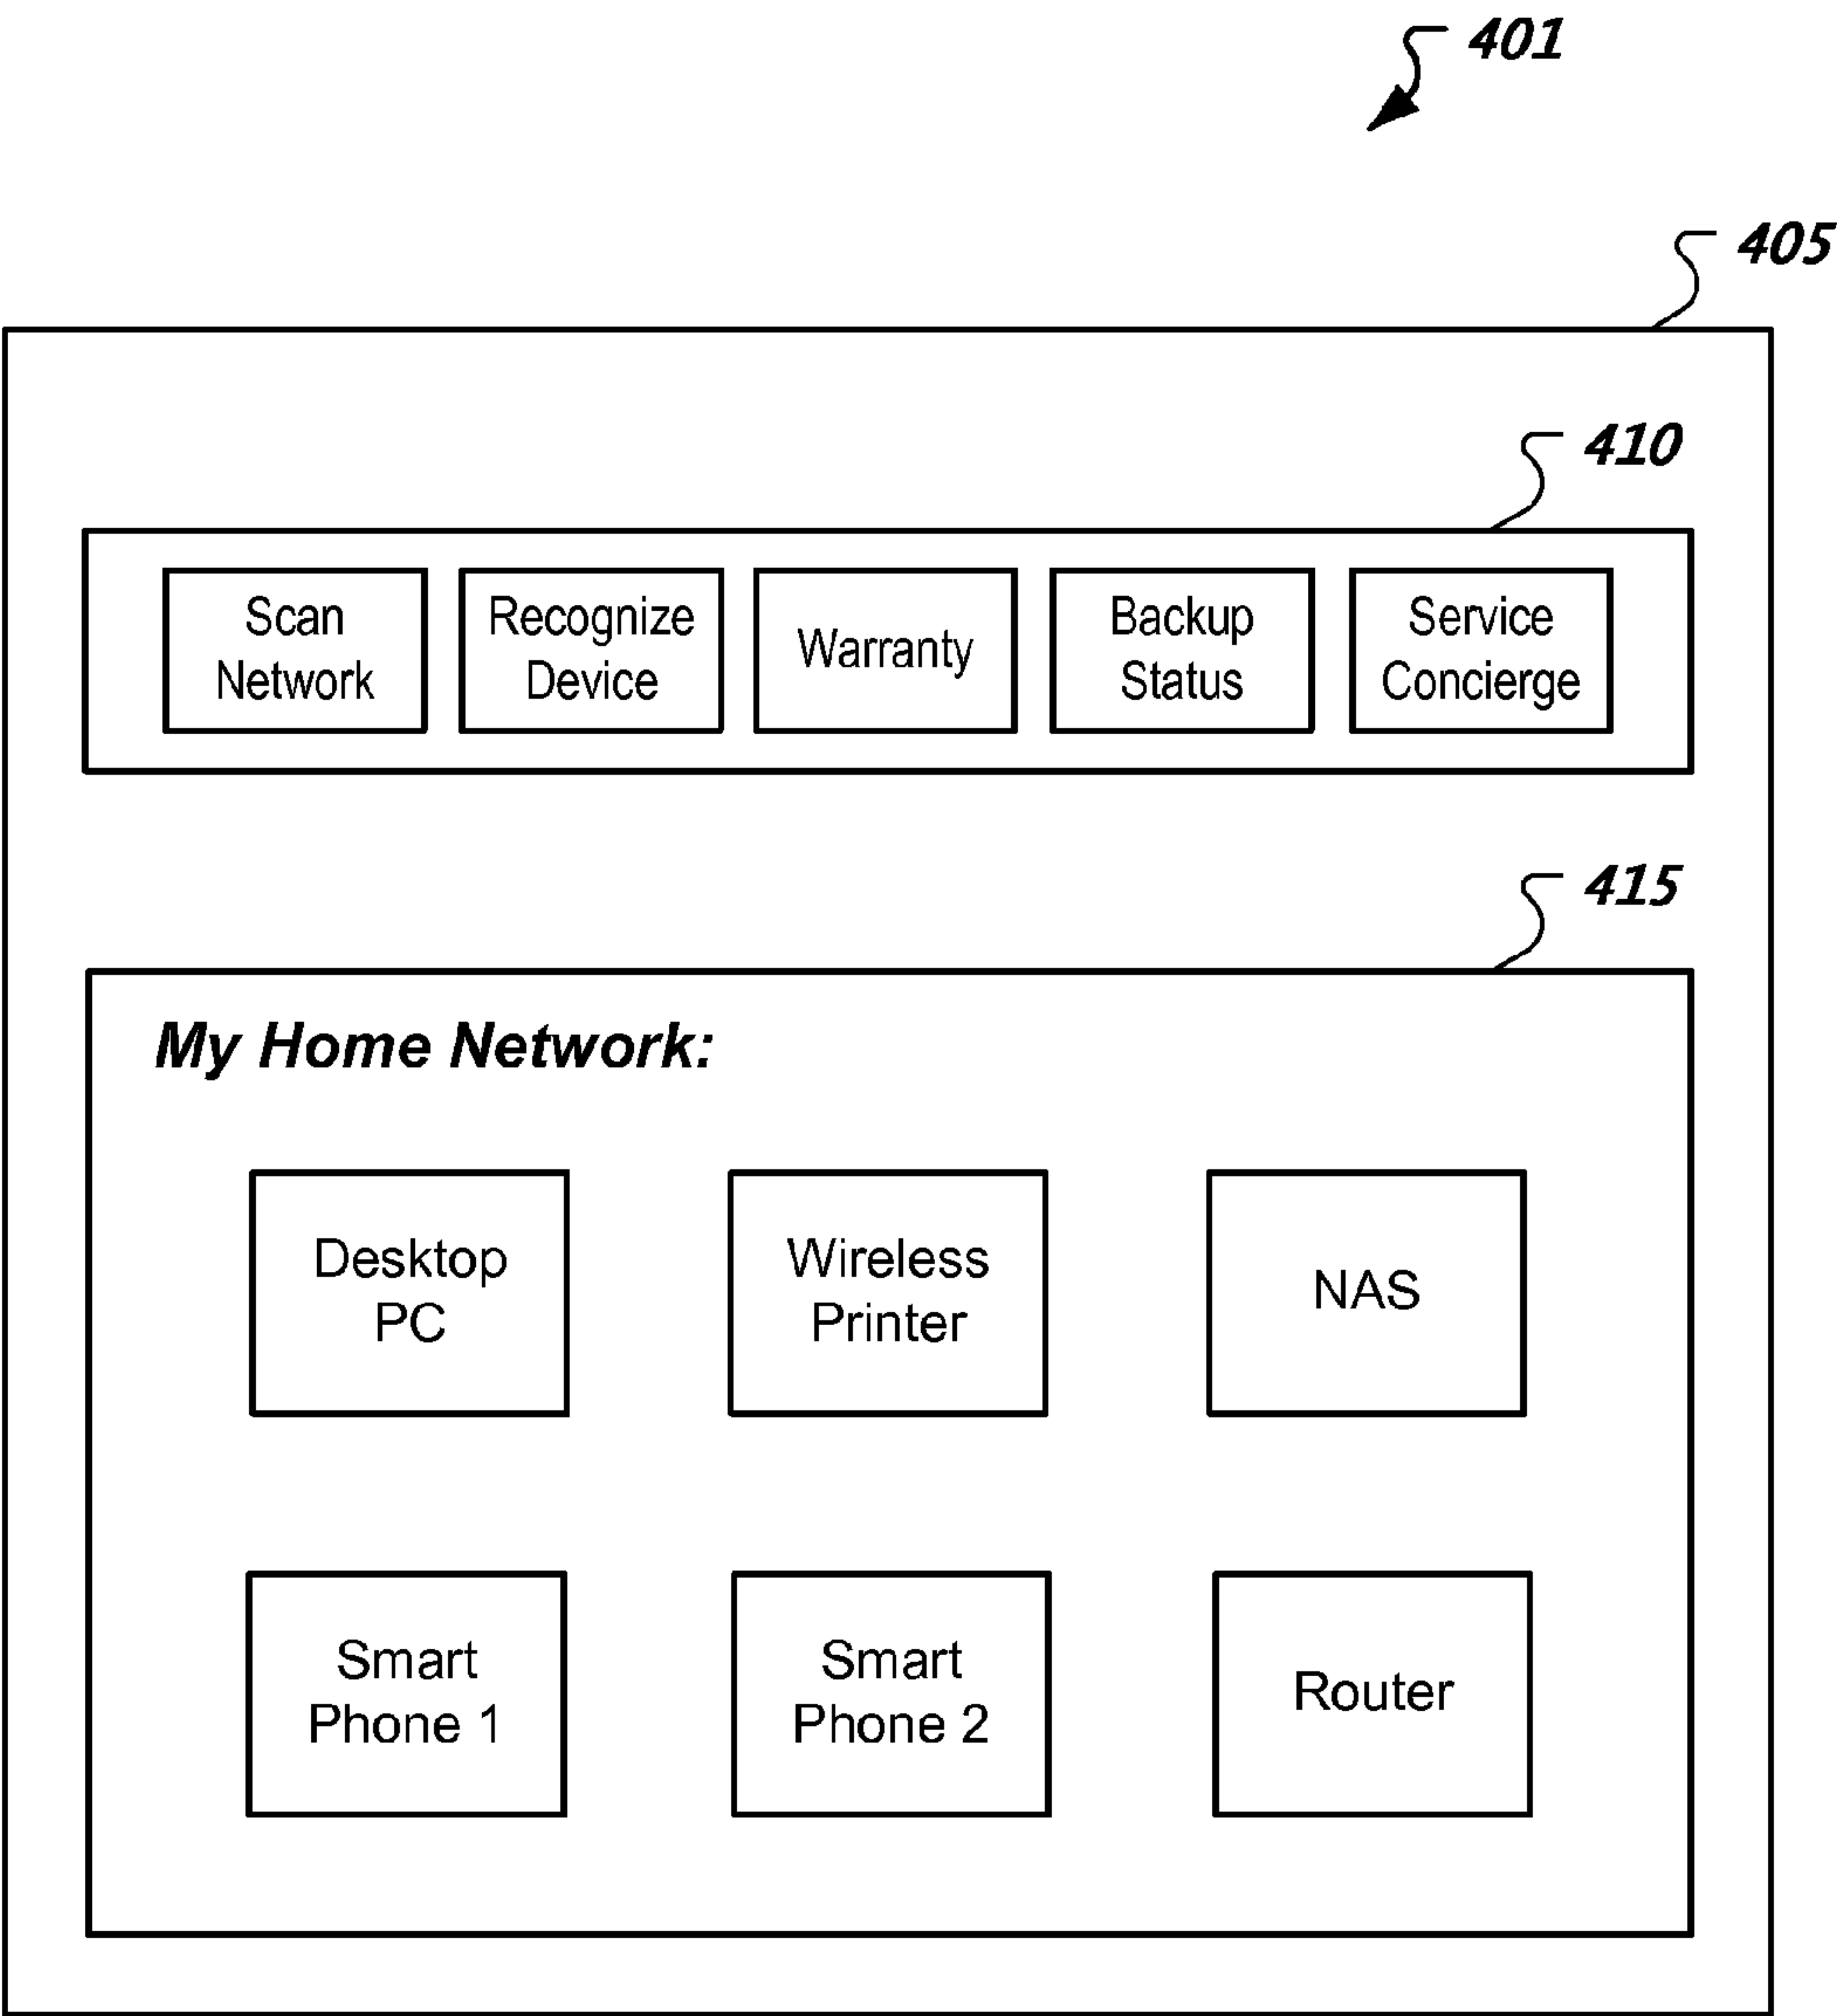 401
405
410
Scan
Network
Recognize
Device
Warranty
Backup
Status
Service
Concierge
415
My Home Network:
Desktop
PC
Wireless
Printer
NAS
Smart
Phone 1
Smart
Phone 2
Router